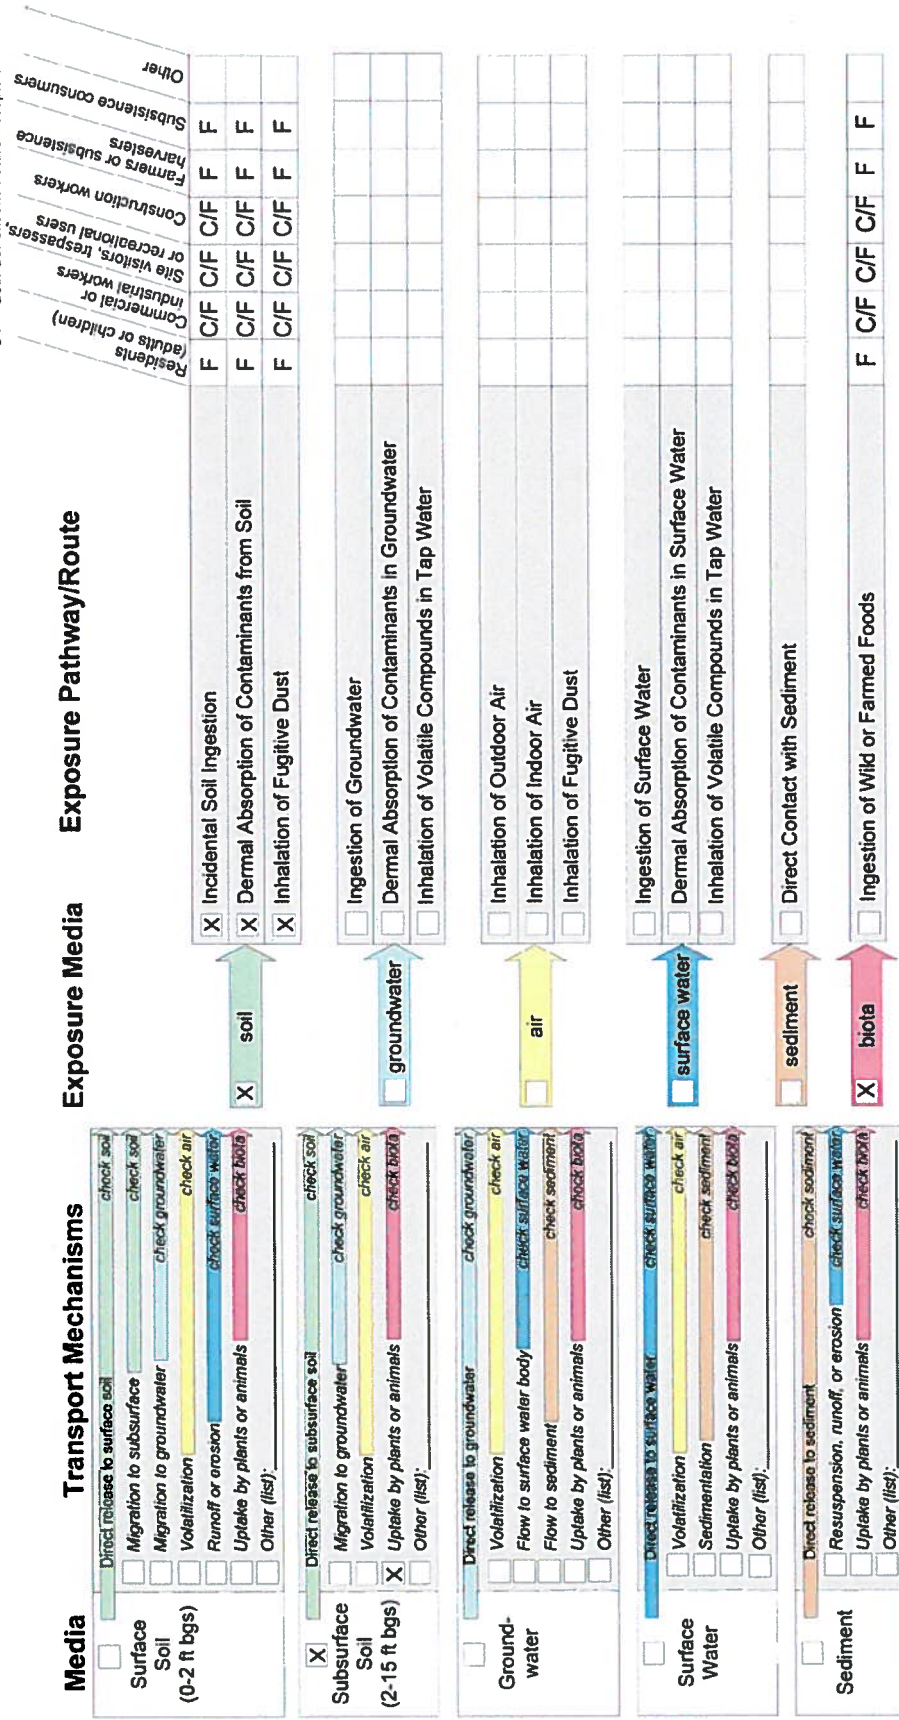 Media
Transport Mechanisms
Exposure Media
Exposure Pathway/Route
Residents
(adults or children)
Commercial or
industrial workers
Site visitors, trespassers,
or recreational users
Construction workers
Farmers or subsistence
harvesters
Subsistence consumers
Other
Surface
Soil
(0-2 ft bgs)
Direct release to surface soil check soil
Migration to subsurface check soil
Migration to groundwater check groundwater
Volatilization check air
Runoff or erosion check surface water
Uptake by plants or animals check biota
Other (list):
X
Subsurface
Soil
(2-15 ft bgs)
Direct release to subsurface soil check soil
Migration to groundwater check groundwater
Volatilization check air
X Uptake by plants or animals check biota
Other (list):
Ground-
water
Direct release to groundwater check groundwater
Volatilization check air
Flow to surface water body check surface water
Flow to sediment check sediment
Uptake by plants or animals check biota
Other (list):
Surface
Water
Direct release to surface water check surface water
Volatilization check air
Sedimentation check sediment
Uptake by plants or animals check biota
Other (list):
Sediment
Direct release to sediment check sediment
Resuspension, runoff, or erosion check surface water
Uptake by plants or animals check biota
Other (list):
X soil
X Incidental Soil Ingestion F C/F C/F C/F F F
X Dermal Absorption of Contaminants from Soil F C/F C/F C/F F F
X Inhalation of Fugitive Dust F C/F C/F C/F F F
groundwater
Ingestion of Groundwater
Dermal Absorption of Contaminants in Groundwater
Inhalation of Volatile Compounds in Tap Water
air
Inhalation of Outdoor Air
Inhalation of Indoor Air
Inhalation of Fugitive Dust
surface water
Ingestion of Surface Water
Dermal Absorption of Contaminants in Surface Water
Inhalation of Volatile Compounds in Tap Water
sediment
Direct Contact with Sediment
X biota
Ingestion of Wild or Farmed Foods F C/F C/F C/F F F